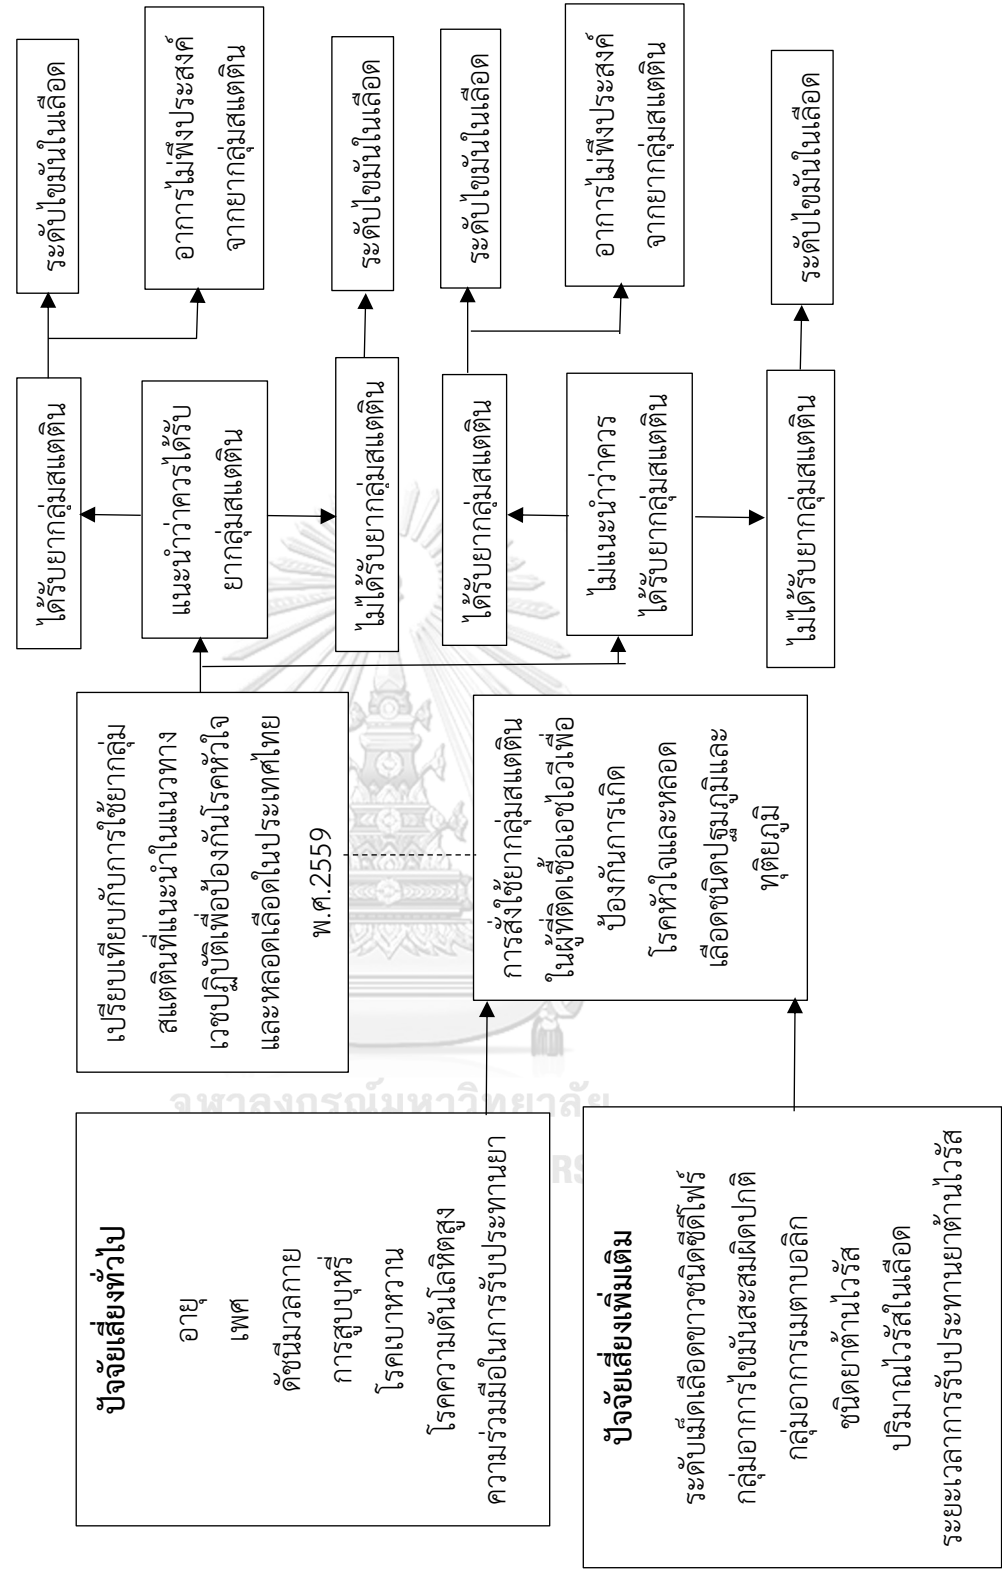 ปัจจัยเสี่ยงทั่วไป
อายุ
เพศ
ดัชนีมวลกาย
การสูบบุหรี่
โรคเบาหวาน
โรคความดันโลหิตสูง
ความร่วมมือในการรับประทานยา
ปัจจัยเสี่ยงเพิ่มเติม
ระดับเม็ดเลือดขาวชนิดซีดีโฟร์
กลุ่มอาการไขมันสะสมผิดปกติ
กลุ่มอาการเมตาบอลิก
ชนิดยาต้านไวรัส
ปริมาณไวรัสในเลือด
ระยะเวลาการรับประทานยาต้านไวรัส
เปรียบเทียบกับการใช้ยากลุ่ม
สแตตินที่แนะนำในแนวทาง
เวชปฏิบัติเพื่อป้องกันโรคหัวใจ
และหลอดเลือดในประเทศไทย
พ.ศ.2559
การสั่งใช้ยากลุ่มสแตติน
ในผู้ที่ติดเชื้อเอชไอวีเพื่อ
ป้องกันการเกิด
โรคหัวใจและหลอด
เลือดชนิดปฐมภูมิและ
ทุติยภูมิ
ได้รับยากลุ่มสแตติน
แนะนำว่าควรได้รับ
ยากลุ่มสแตติน
ไม่ได้รับยากลุ่มสแตติน
ได้รับยากลุ่มสแตติน
ไม่แนะนำว่าควร
ได้รับยากลุ่มสแตติน
ไม่ได้รับยากลุ่มสแตติน
ระดับไขมันในเลือด
อาการไม่พึงประสงค์
จากยากลุ่มสแตติน
ระดับไขมันในเลือด
ระดับไขมันในเลือด
อาการไม่พึงประสงค์
จากยากลุ่มสแตติน
ระดับไขมันในเลือด
จุฬาลงกรณ์มหาวิทยาลัย